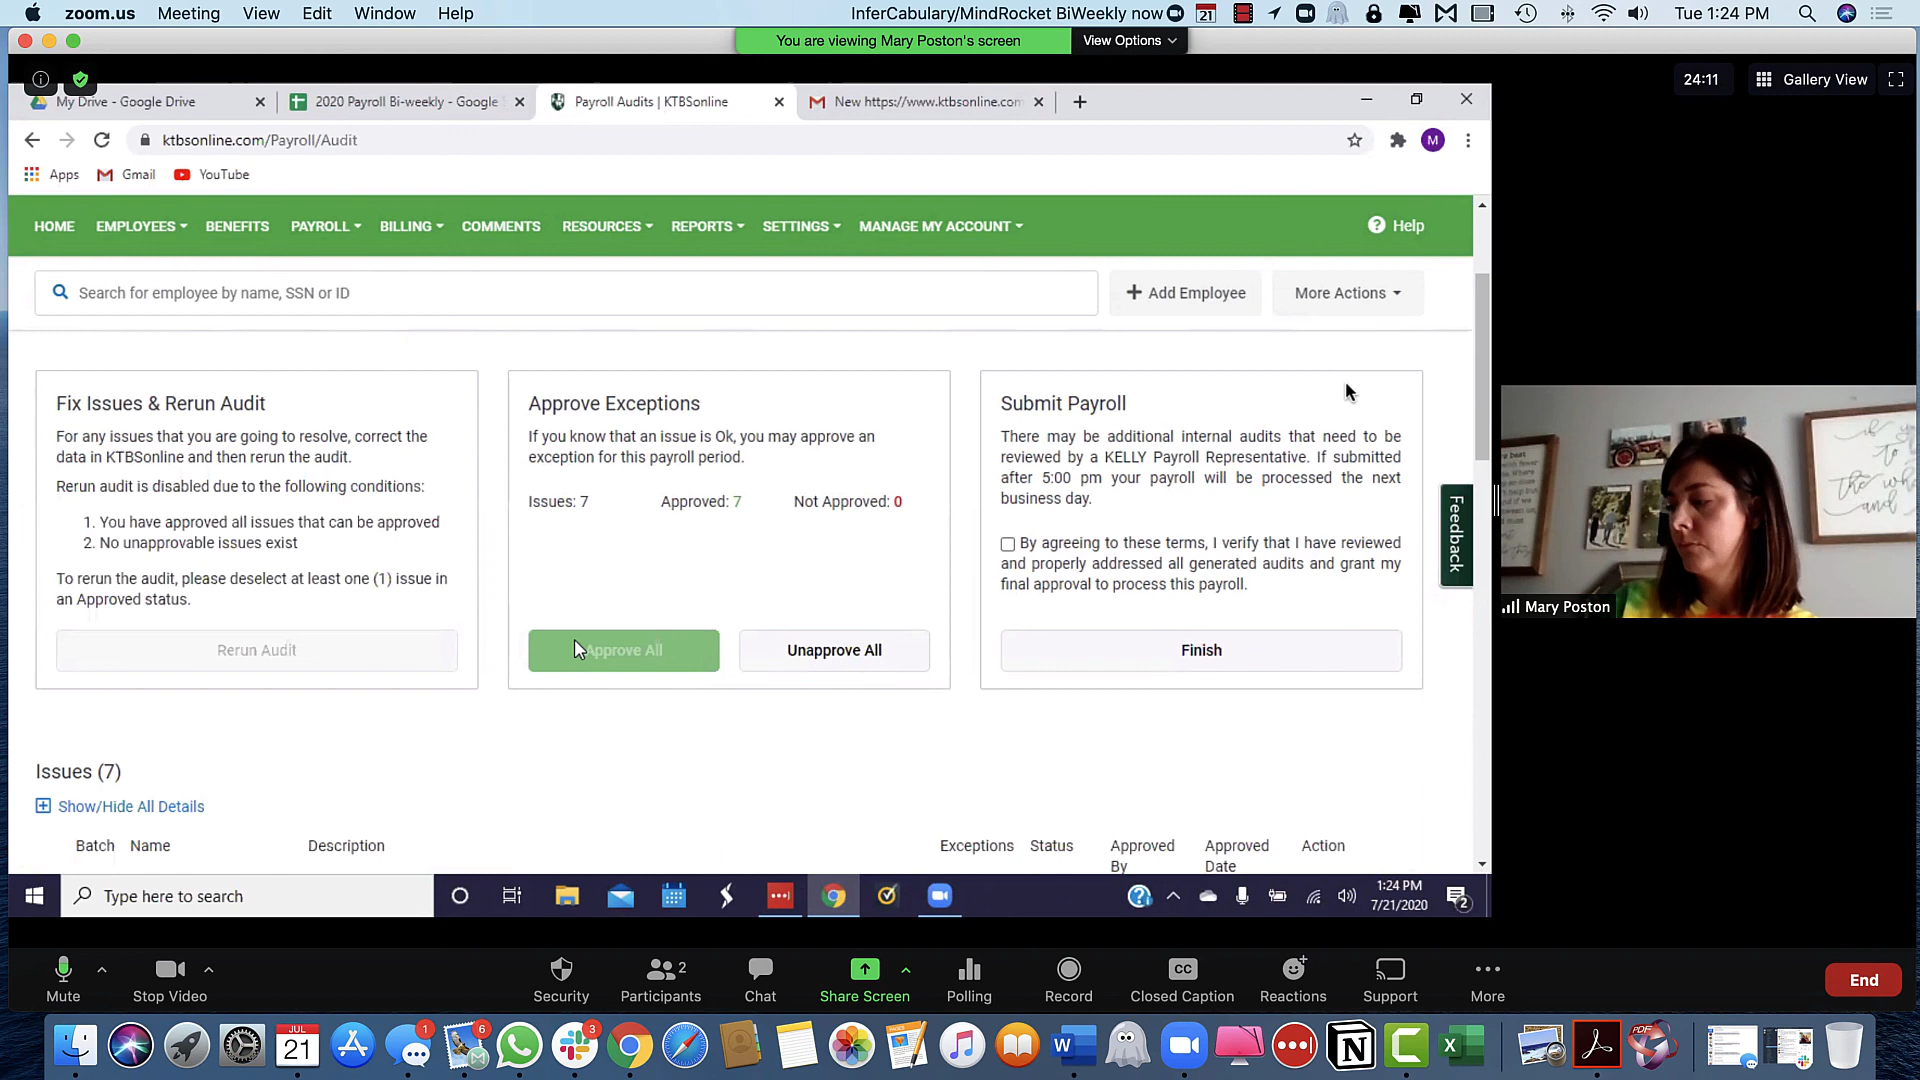 zoom.us Meeting View Edit Window Help InferCabulary/MindRocket BiWeekly now 21 Tue 1:24 PM
You are viewing Mary Poston's screen View Options
24:11 Gallery View
My Drive - Google Drive 2020 Payroll Bi-weekly - Google Payroll Audits | KTBSonline New https://www.ktbsonline.com
ktbsonline.com/Payroll/Audit M
Apps Gmail YouTube
HOME EMPLOYEES BENEFITS PAYROLL BILLING COMMENTS RESOURCES REPORTS SETTINGS MANAGE MY ACCOUNT Help
Search for employee by name, SSN or ID Add Employee More Actions
Fix Issues & Rerun Audit
For any issues that you are going to resolve, correct the
data in KTBSonline and then rerun the audit.
Rerun audit is disabled due to the following conditions:
1. You have approved all issues that can be approved
2. No unapprovable issues exist
To rerun the audit, please deselect at least one (1) issue in
an Approved status.
Rerun Audit
Approve Exceptions
If you know that an issue is Ok, you may approve an
exception for this payroll period.
Issues: 7 Approved: 7 Not Approved: 0
Approve All Unapprove All
Submit Payroll
There may be additional internal audits that need to be
reviewed by a KELLY Payroll Representative. If submitted
after 5:00 pm your payroll will be processed the next
business day.
By agreeing to these terms, I verify that I have reviewed
and properly addressed all generated audits and grant my
final approval to process this payroll.
Finish
Feedback
Mary Poston
Issues (7)
Show/Hide All Details
Batch Name Description Exceptions Status Approved By Approved Date Action
Type here to search
1:24 PM
7/21/2020
2
Mute Stop Video Security Participants 2 Chat Share Screen Polling Record CC Closed Caption Reactions Support More End
JUL
21
1
6
3
W
N
C
X
PDF